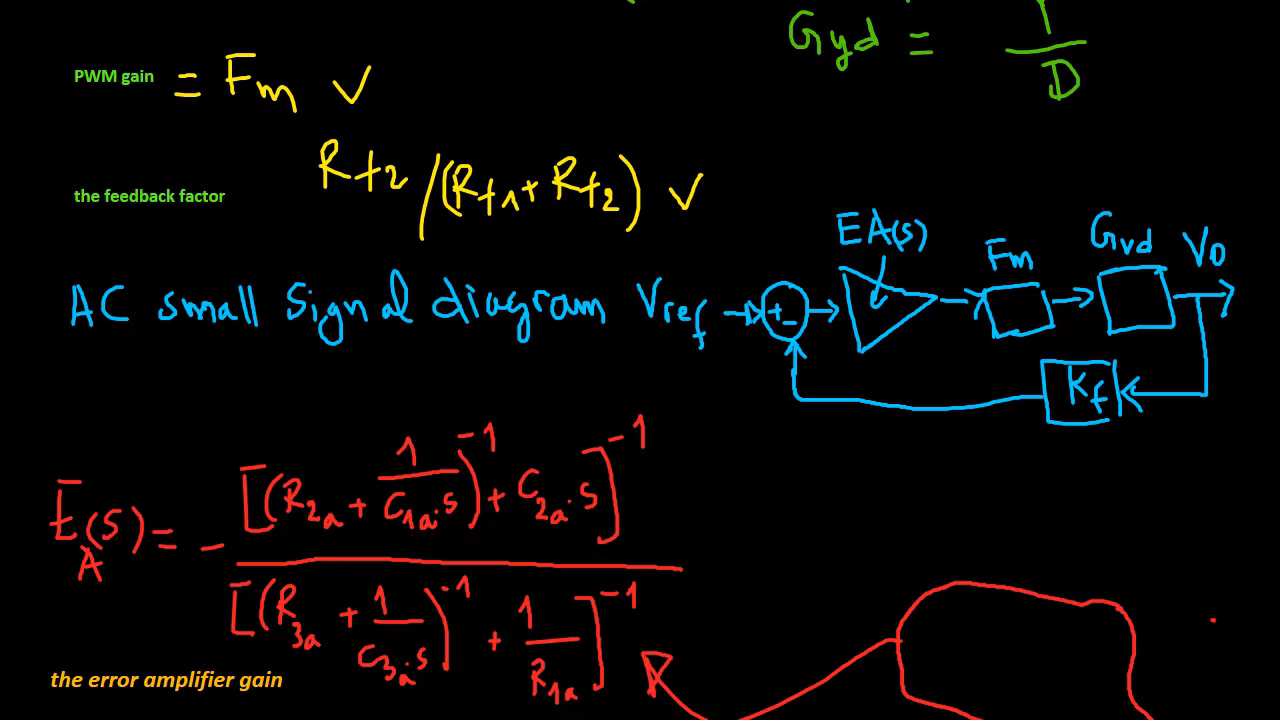 Gyd = 1/D
PWM gain = Fm ✓
the feedback factor Rf2/(Rf1+Rf2) ✓
AC small signal diagram Vref + - EA(s) Fm Gvd Vo
Kf
EA(s) = - [(R2a + 1/(C1a.s))^-1 + C2a.s]^-1 / [(R3a + 1/(C3a.s))^-1 + 1/R1a]^-1
the error amplifier gain